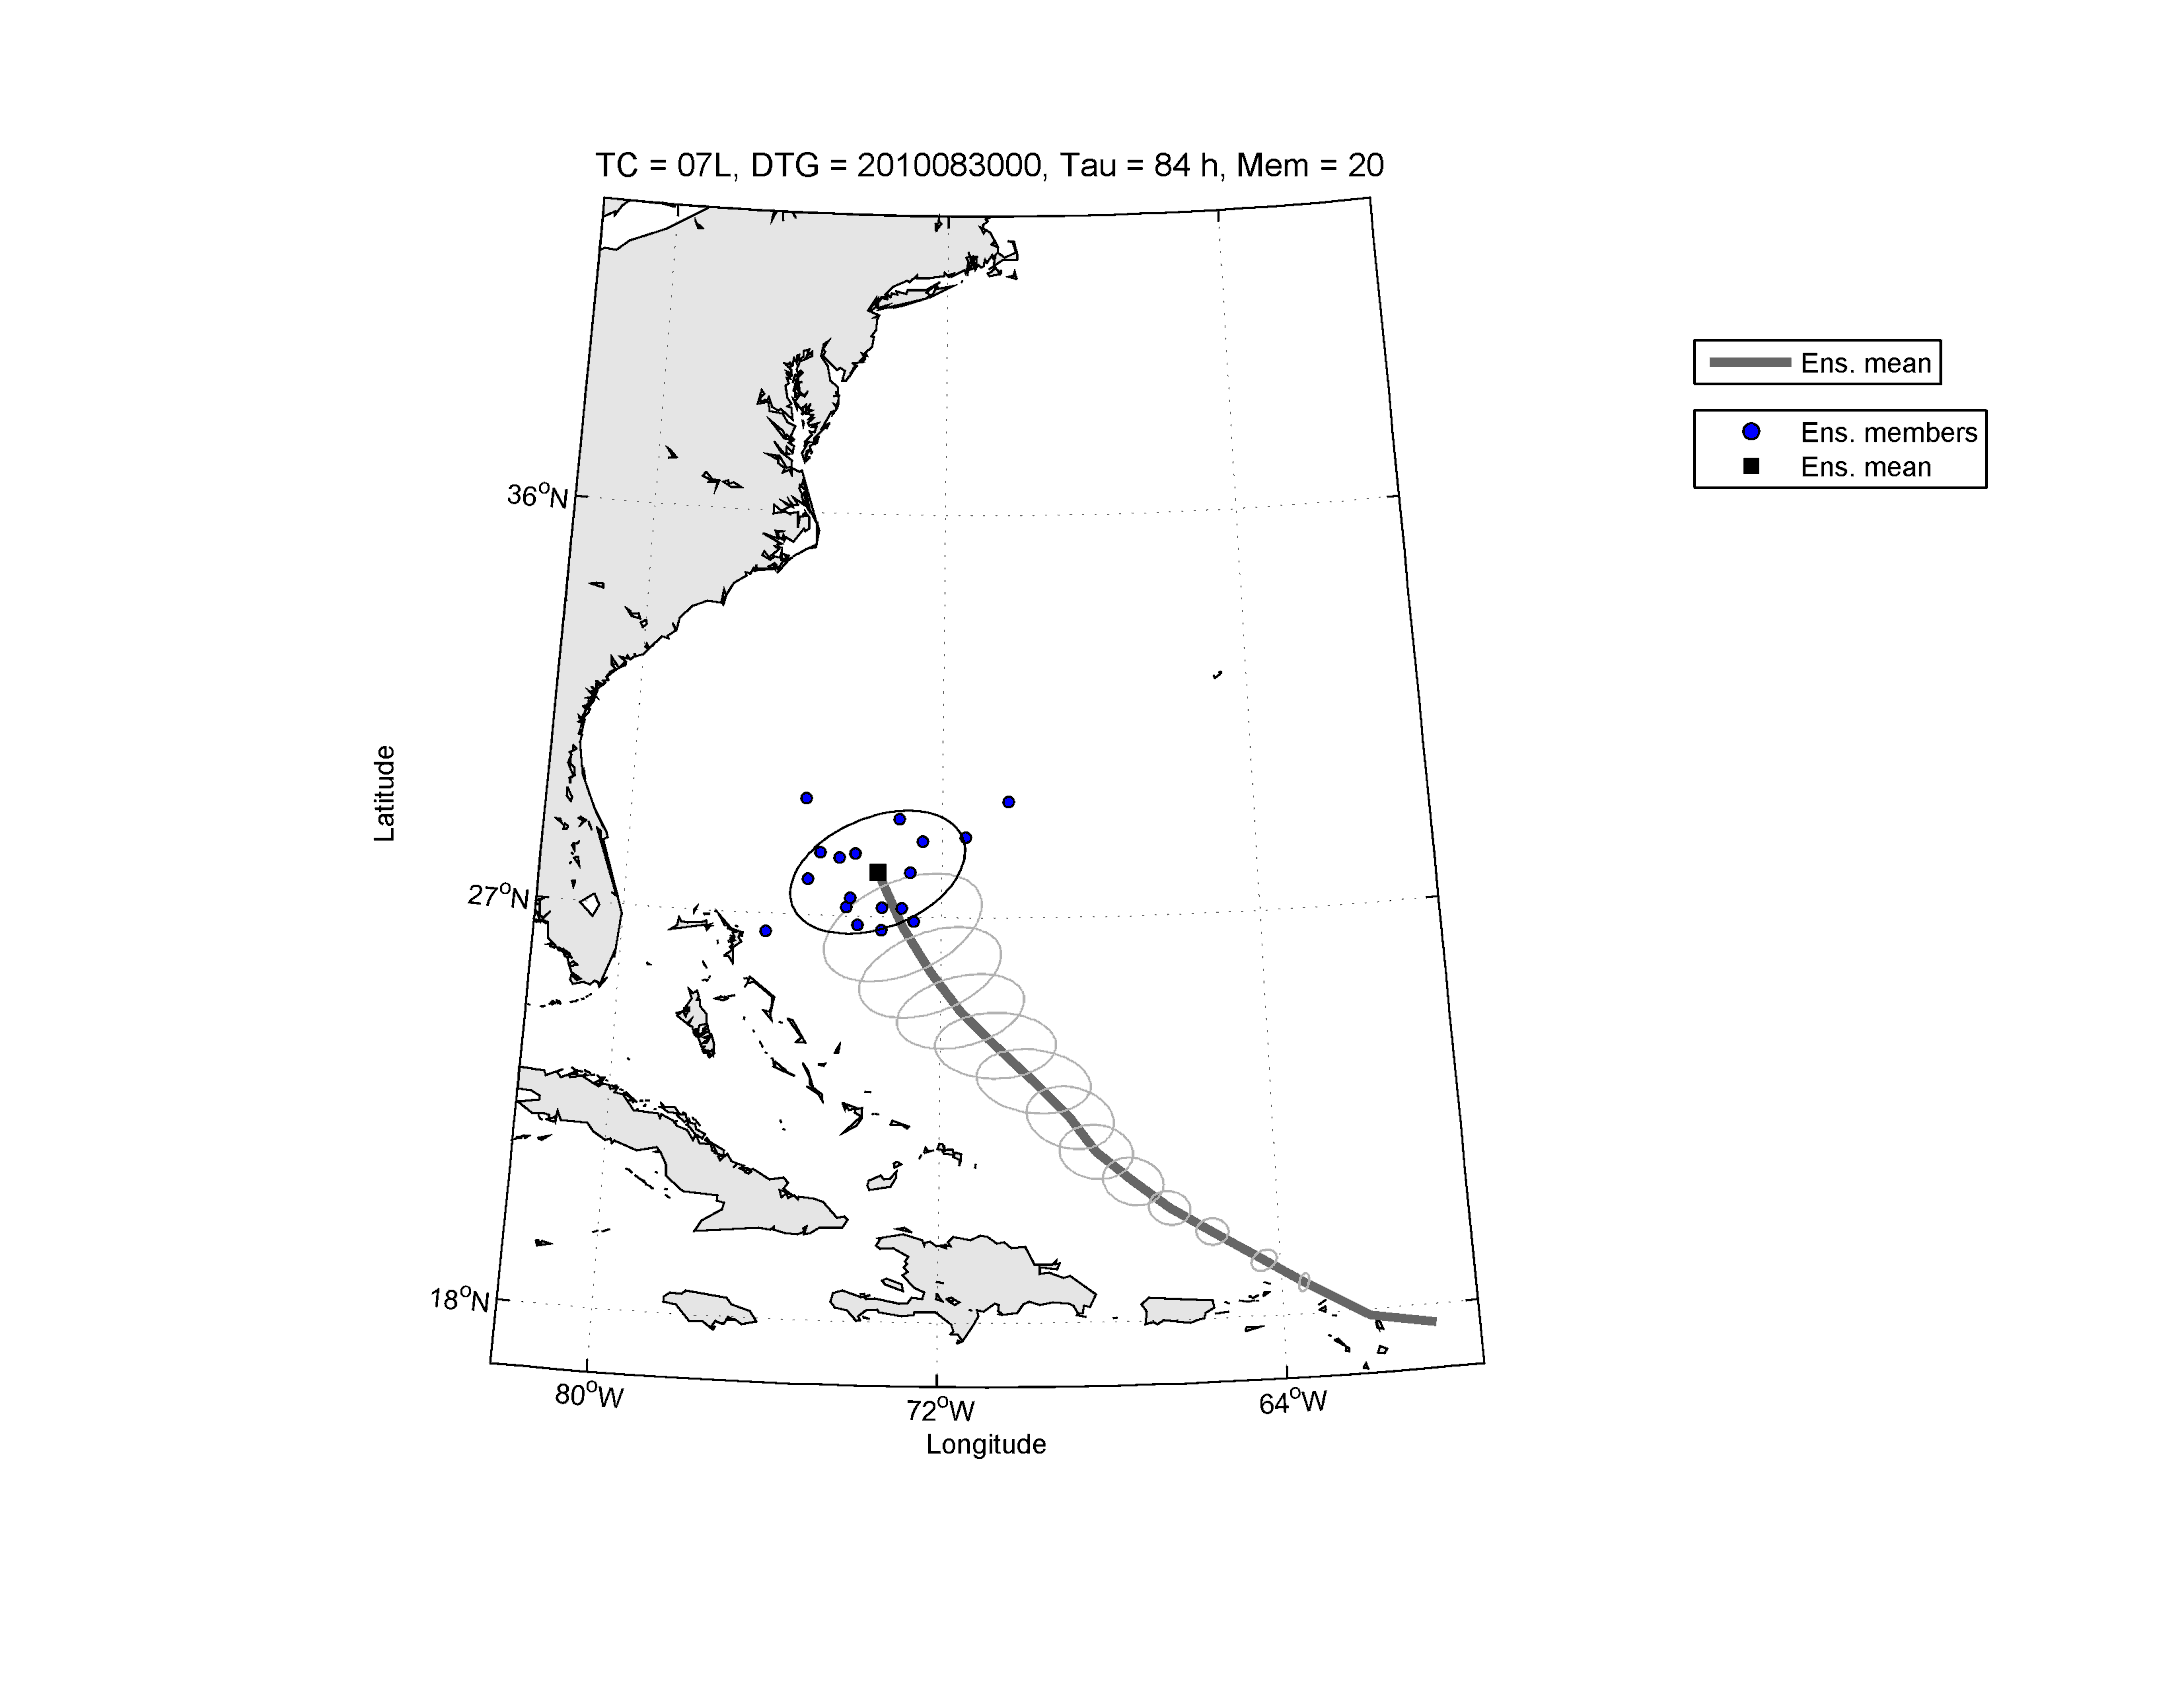 TC = 07L, DTG = 2010083000, Tau = 84 h, Mem = 20
Ens. mean
Ens. members
Ens. mean
36°N
27°N
18°N
Latitude
80°W
72°W
64°W
Longitude